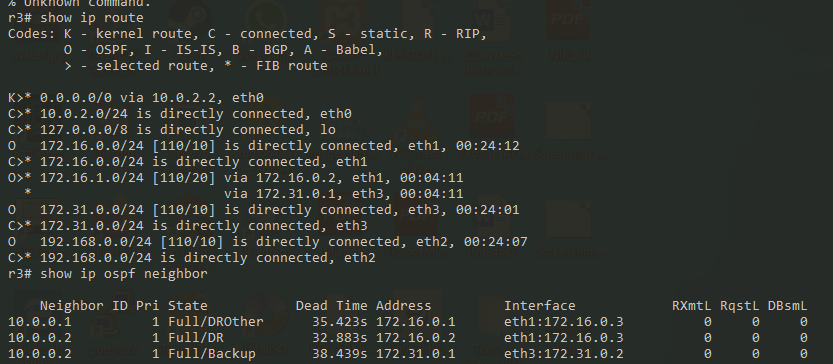 % Unknown command.
r3# show ip route
Codes: K - kernel route, C - connected, S - static, R - RIP,
       O - OSPF, I - IS-IS, B - BGP, A - Babel,
       > - selected route, * - FIB route

K>* 0.0.0.0/0 via 10.0.2.2, eth0
C>* 10.0.2.0/24 is directly connected, eth0
C>* 127.0.0.0/8 is directly connected, lo
O   172.16.0.0/24 [110/10] is directly connected, eth1, 00:24:12
C>* 172.16.0.0/24 is directly connected, eth1
O>* 172.16.1.0/24 [110/20] via 172.16.0.2, eth1, 00:04:11
  *                        via 172.31.0.1, eth3, 00:04:11
O   172.31.0.0/24 [110/10] is directly connected, eth3, 00:24:01
C>* 172.31.0.0/24 is directly connected, eth3
O   192.168.0.0/24 [110/10] is directly connected, eth2, 00:24:07
C>* 192.168.0.0/24 is directly connected, eth2
r3# show ip ospf neighbor

    Neighbor ID Pri State           Dead Time Address         Interface            RXmtL RqstL DBsmL
10.0.0.1          1 Full/DROther      35.423s 172.16.0.1      eth1:172.16.0.3          0     0     0
10.0.0.2          1 Full/DR           32.883s 172.16.0.2      eth1:172.16.0.3          0     0     0
10.0.0.2          1 Full/Backup       38.439s 172.31.0.1      eth3:172.31.0.2          0     0     0